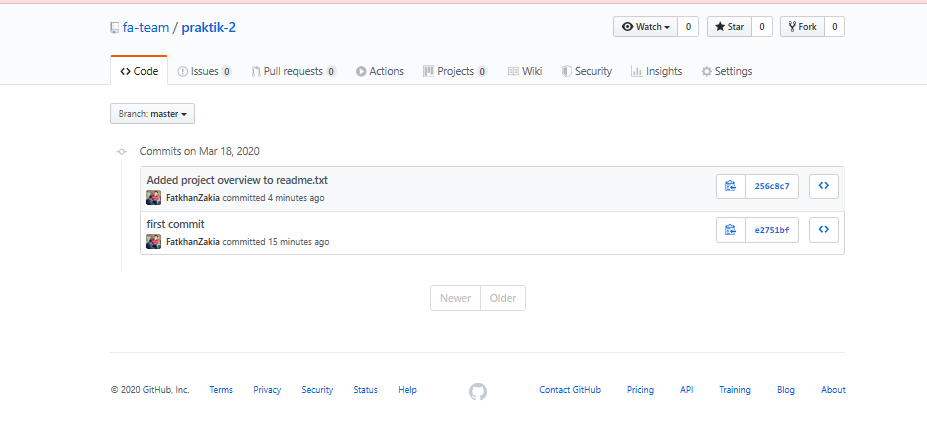 fa-team / praktik-2
Watch 0 Star 0 Fork 0
Code Issues 0 Pull requests 0 Actions Projects 0 Wiki Security Insights Settings
Branch: master
Commits on Mar 18, 2020
Added project overview to readme.txt
FatkhanZakia committed 4 minutes ago
256c8c7
first commit
FatkhanZakia committed 15 minutes ago
e2751bf
Newer Older
© 2020 GitHub, Inc. Terms Privacy Security Status Help Contact GitHub Pricing API Training Blog About